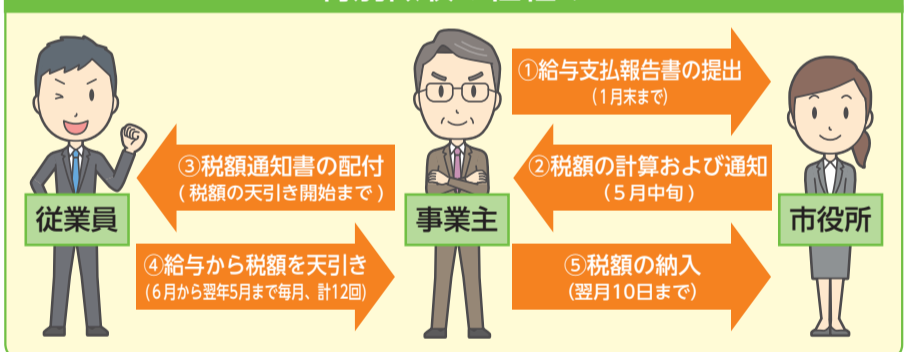 ①給与支払報告書の提出
(1月末まで)
③税額通知書の配付
(税額の天引き開始まで)
②税額の計算および通知
(5月中旬)
従業員
事業主
市役所
④給与から税額を天引き
(6月から翌年5月まで毎月、計12回)
⑤税額の納入
(翌月10日まで)